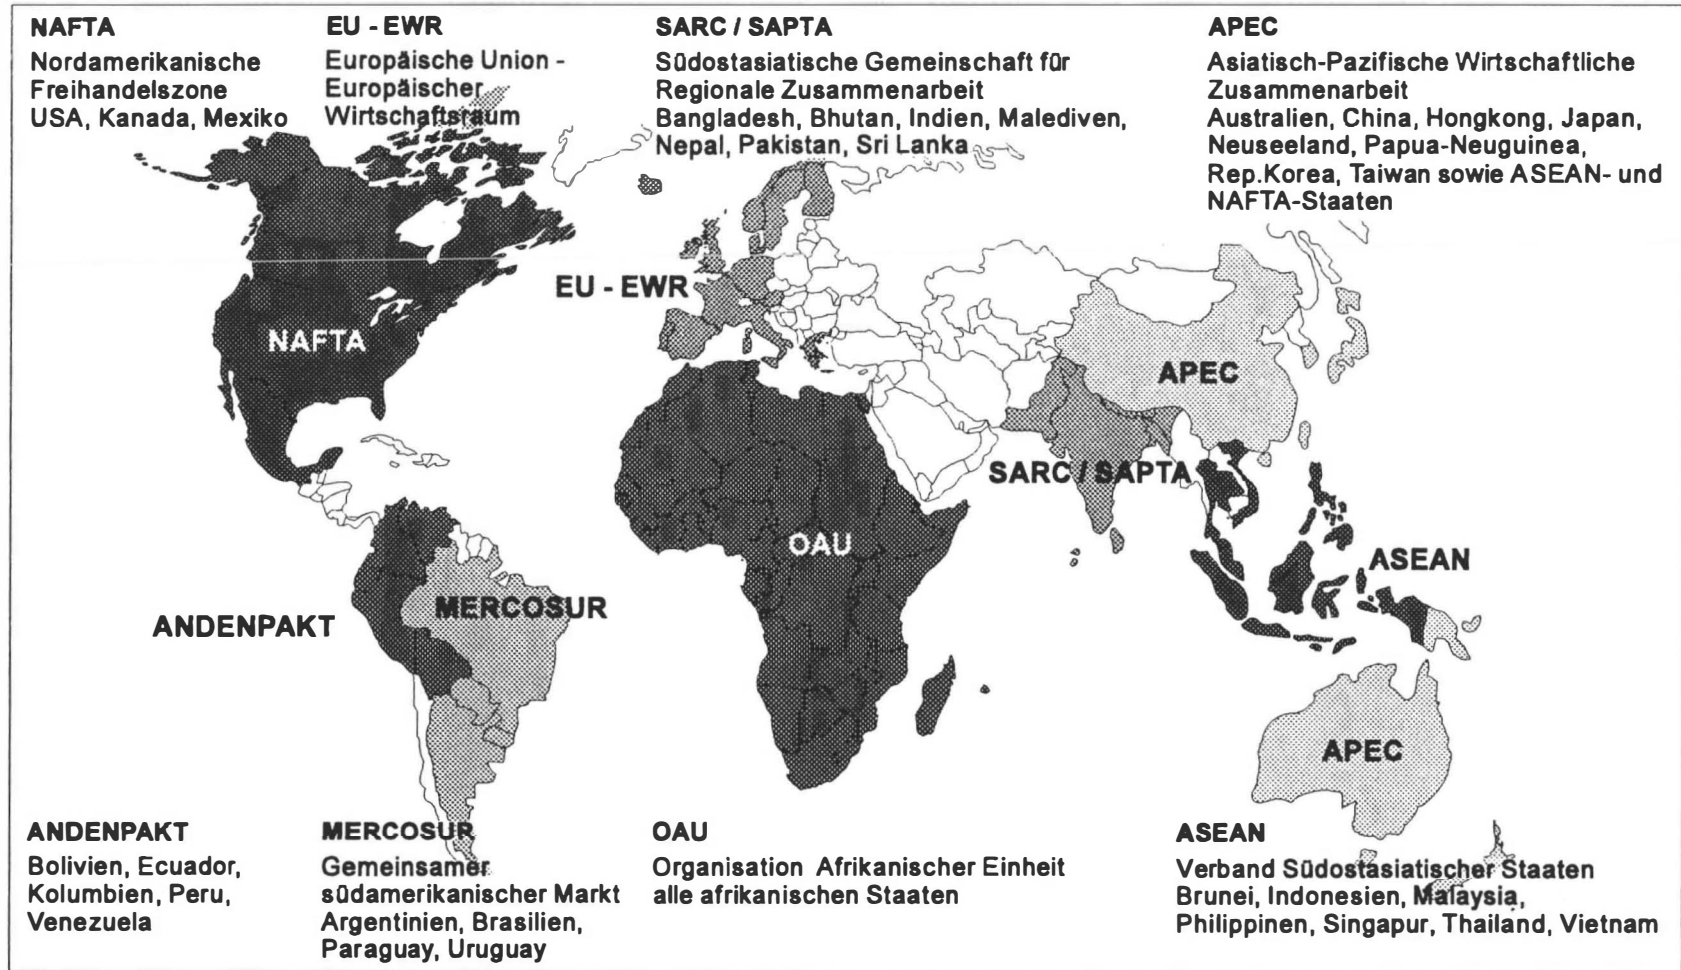 NAFTA
Nordamerikanische
Freihandelszone
USA, Kanada, Mexiko
EU - EWR
Europäische Union -
Europäischer
Wirtschaftsraum
SARC / SAPTA
Südostasiatische Gemeinschaft für
Regionale Zusammenarbeit
Bangladesh, Bhutan, Indien, Malediven,
Nepal, Pakistan, Sri Lanka
APEC
Asiatisch-Pazifische Wirtschaftliche
Zusammenarbeit
Australien, China, Hongkong, Japan,
Neuseeland, Papua-Neuguinea,
Rep.Korea, Taiwan sowie ASEAN- und
NAFTA-Staaten
EU - EWR
NAFTA
APEC
SARC / SAPTA
OAU
ASEAN
MERCOSUR
ANDENPAKT
APEC
ANDENPAKT
Bolivien, Ecuador,
Kolumbien, Peru,
Venezuela
MERCOSUR
Gemeinsamer
südamerikanischer Markt
Argentinien, Brasilien,
Paraguay, Uruguay
OAU
Organisation Afrikanischer Einheit
alle afrikanischen Staaten
ASEAN
Verband Südostasiatischer Staaten
Brunei, Indonesien, Malaysia,
Philippinen, Singapur, Thailand, Vietnam